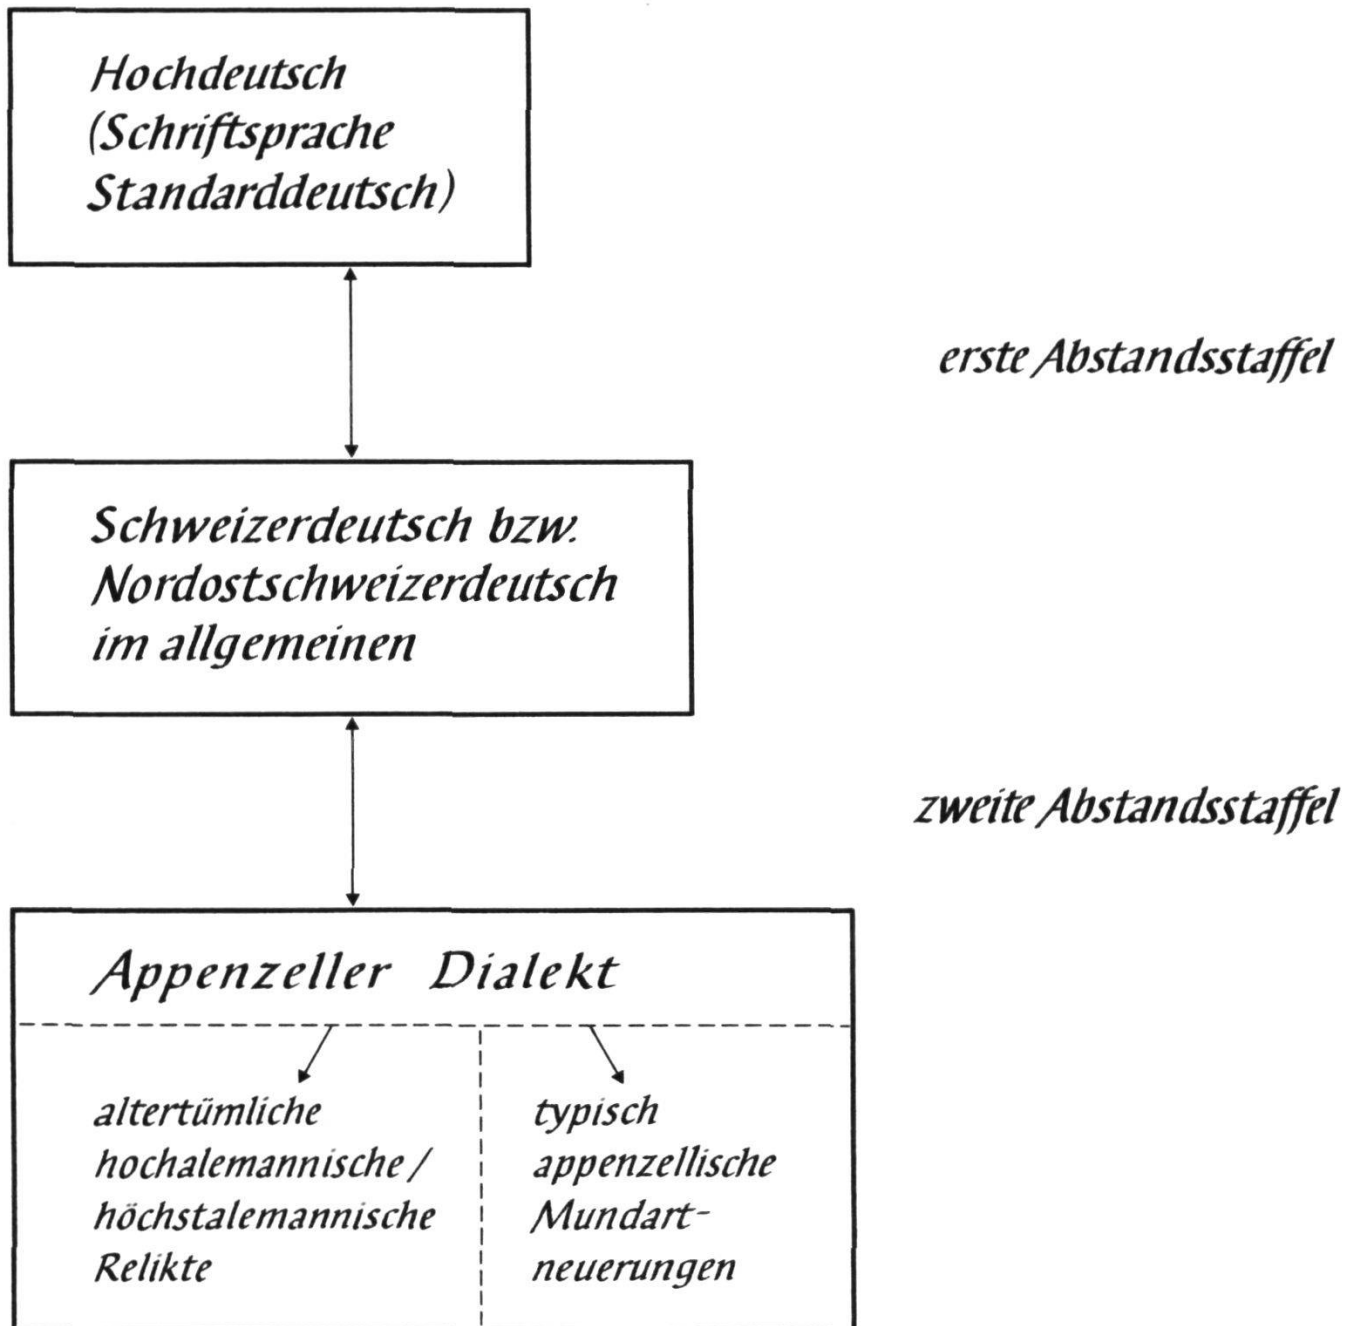 Hochdeutsch
(Schriftsprache
Standarddeutsch)
erste Abstandsstaffel
Schweizerdeutsch bzw.
Nordostschweizerdeutsch
im allgemeinen
zweite Abstandsstaffel
Appenzeller Dialekt
altertümliche
hochalemannische /
höchstalemannische
Relikte
typisch
appenzellische
Mundart-
neuerungen